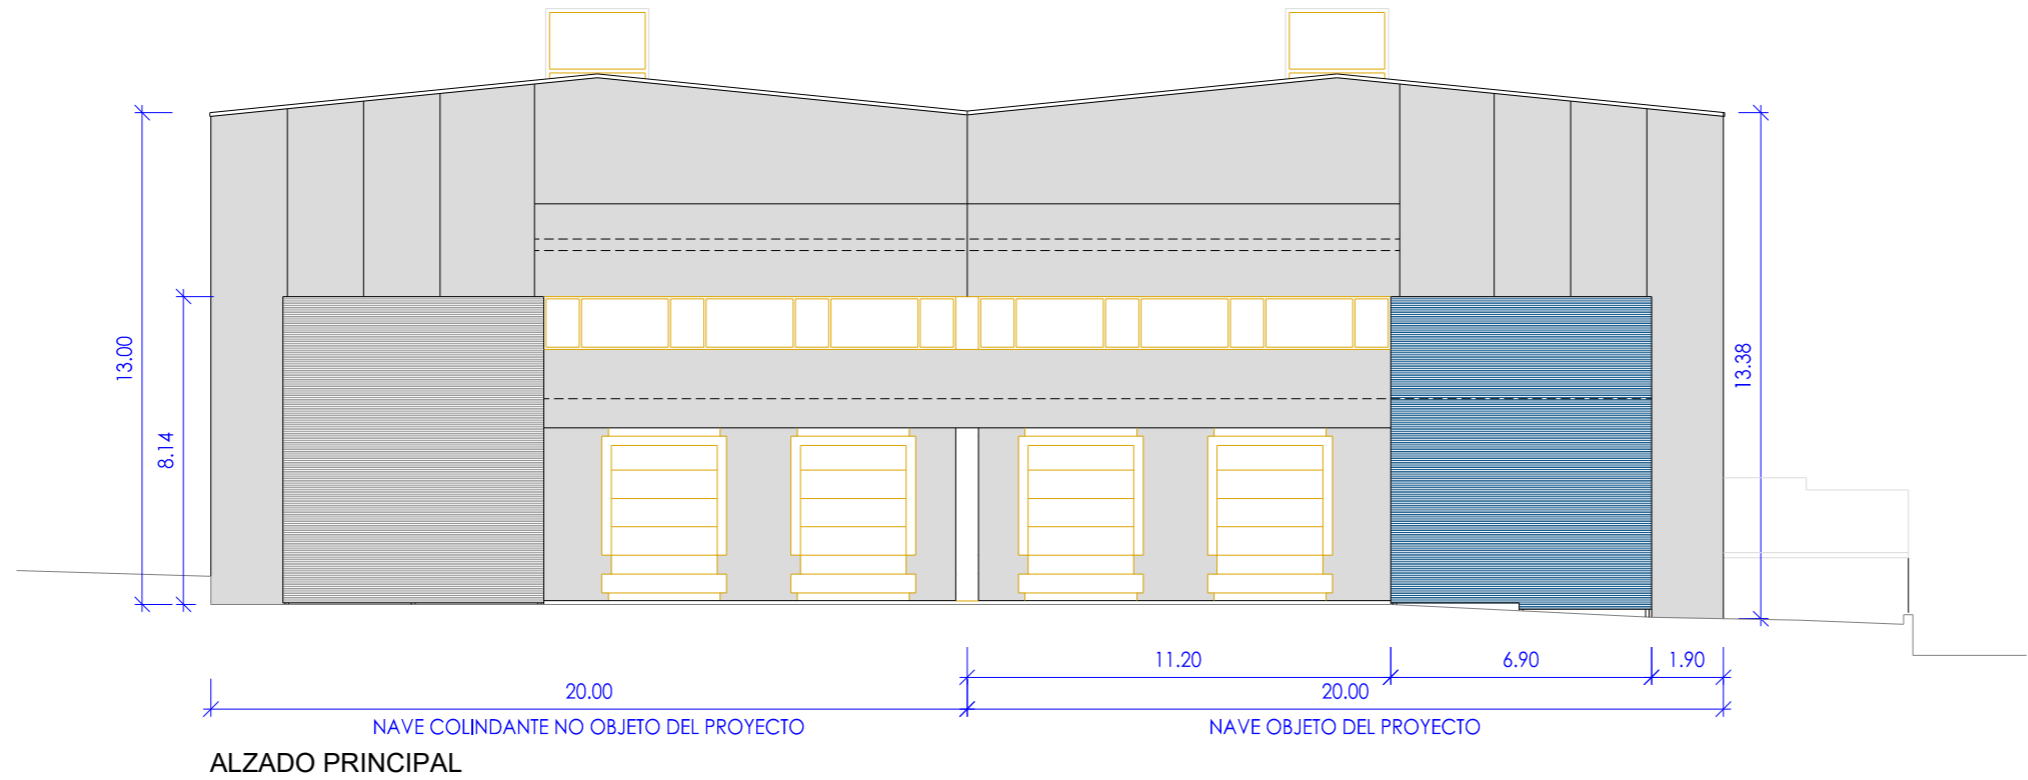 13.00
8.14
13.38
11.20
6.90
1.90
20.00
20.00
NAVE COLINDANTE NO OBJETO DEL PROYECTO
NAVE OBJETO DEL PROYECTO
ALZADO PRINCIPAL